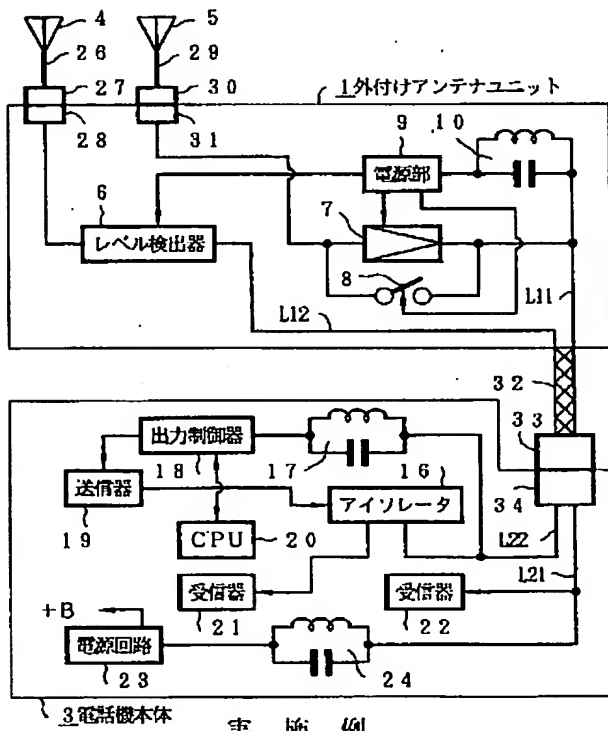 4
5
26
29
27
30
28
31
1外付けアンテナユニット
9
10
電源部
6
7
レベル検出器
8
L12
L11
32
33
出力制御器
18
17
16
34
送信器
アイソレータ
19
CPU
20
L22
L21
受信器
受信器
+B
21
22
電源回路
23
24
3電話機本体
実施例